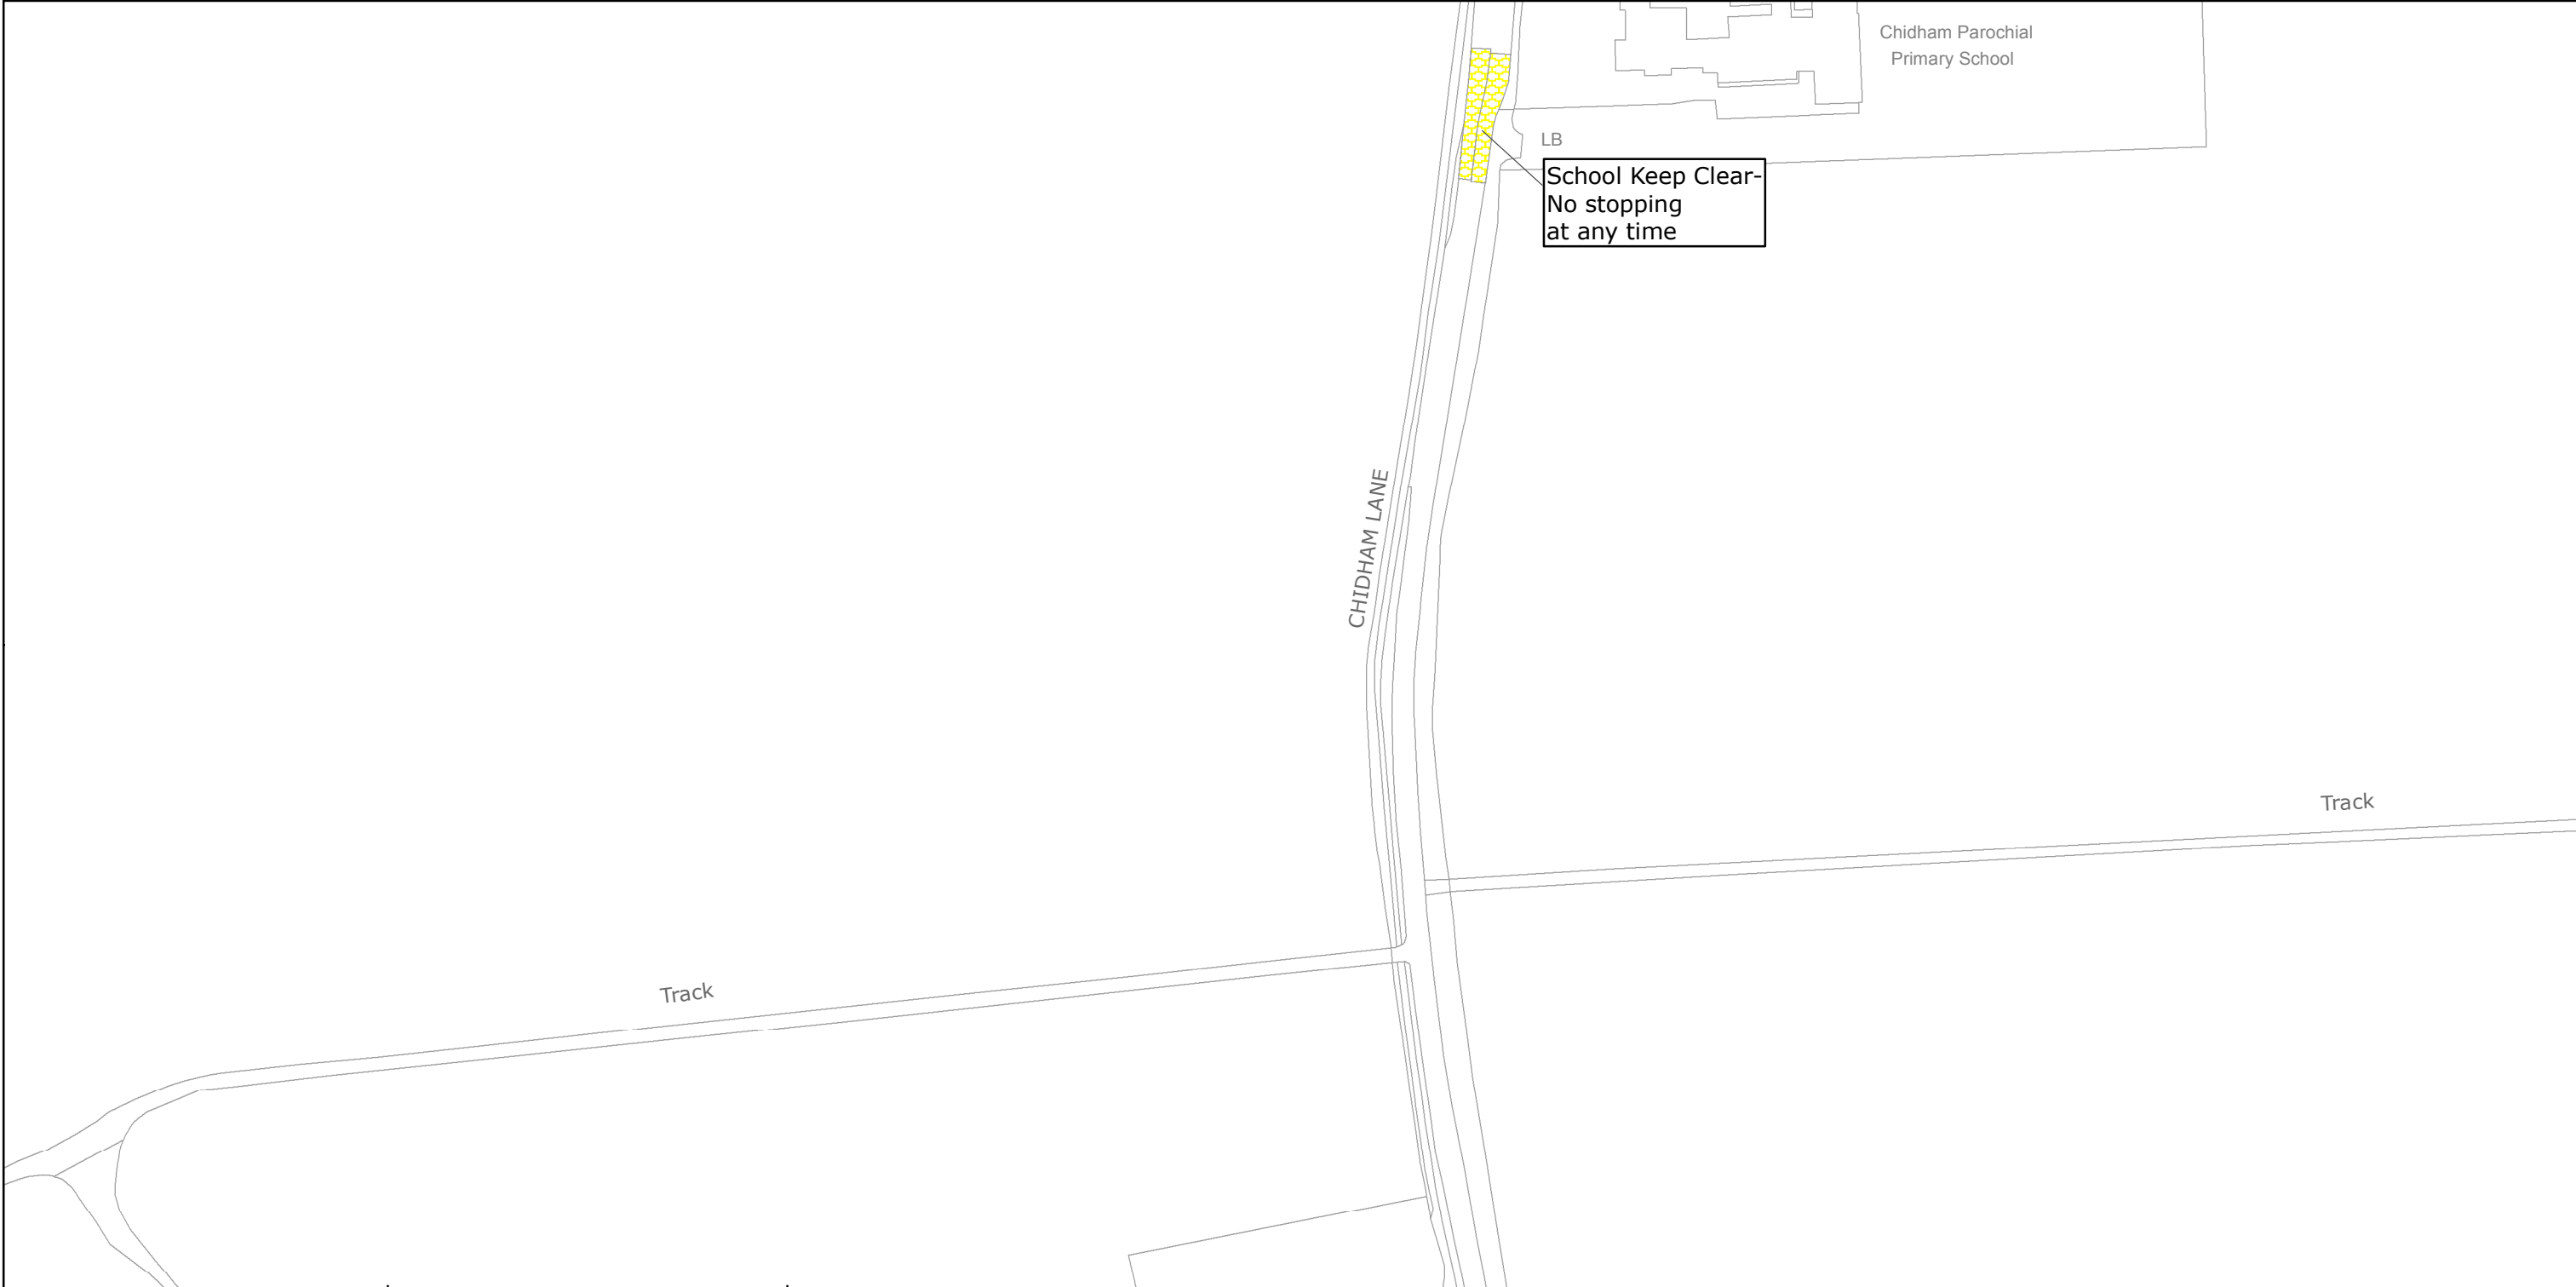 Chidham Parochial
Primary School
LB
School Keep Clear-
No stopping
at any time
CHIDHAM LANE
Track
Track